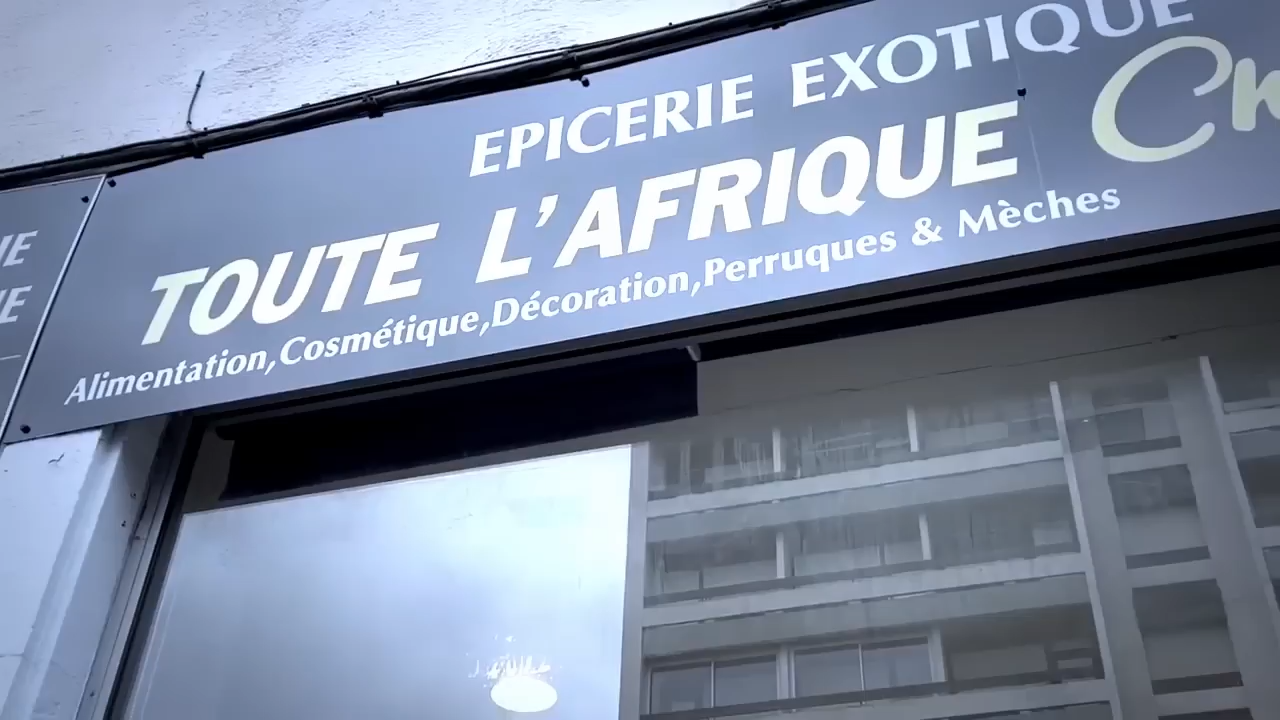 EPICERIE EXOTIQUE
TOUTE L'AFRIQUE
Alimentation,Cosmétique,Décoration,Perruques & Mèches